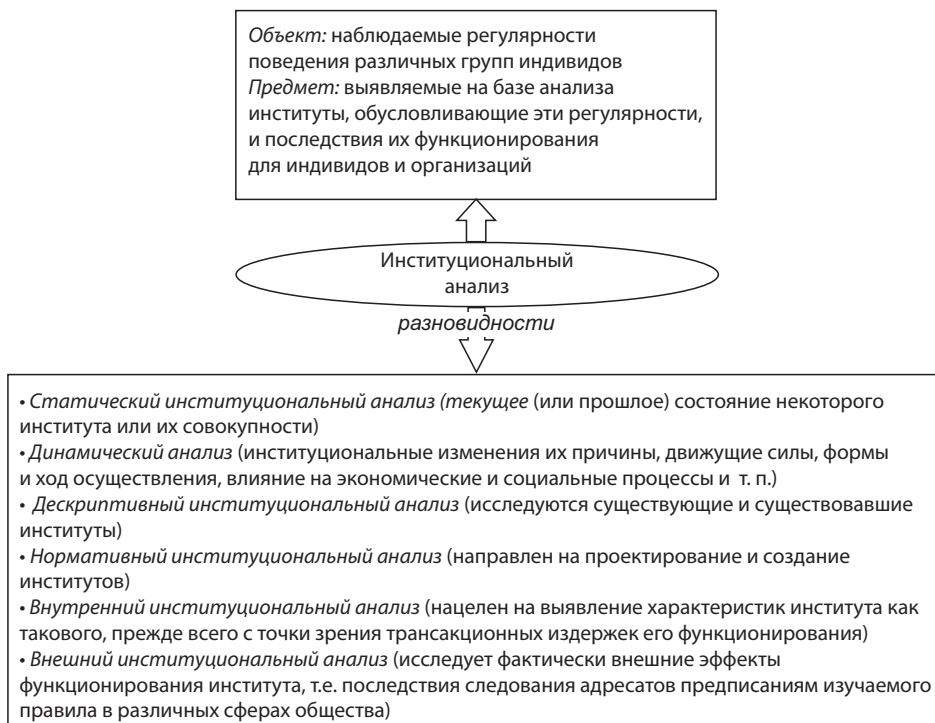 Объект: наблюдаемые регулярности
поведения различных групп индивидов
Предмет: выявляемые на базе анализа
институты, обусловливающие эти регулярности,
и последствия их функционирования
для индивидов и организаций
Институциональный
анализ
разновидности
• Статический институциональный анализ (текущее (или прошлое) состояние некоторого
института или их совокупности)
• Динамический анализ (институциональные изменения их причины, движущие силы, формы
и ход осуществления, влияние на экономические и социальные процессы и т. п.)
• Дескриптивный институциональный анализ (исследуются существующие и существовавшие
институты)
• Нормативный институциональный анализ (направлен на проектирование и создание
институтов)
• Внутренний институциональный анализ (нацелен на выявление характеристик института как
такового, прежде всего с точки зрения трансакционных издержек его функционирования)
• Внешний институциональный анализ (исследует фактически внешние эффекты
функционирования института, т.е. последствия следования адресатов предписаниям изучаемого
правила в различных сферах общества)